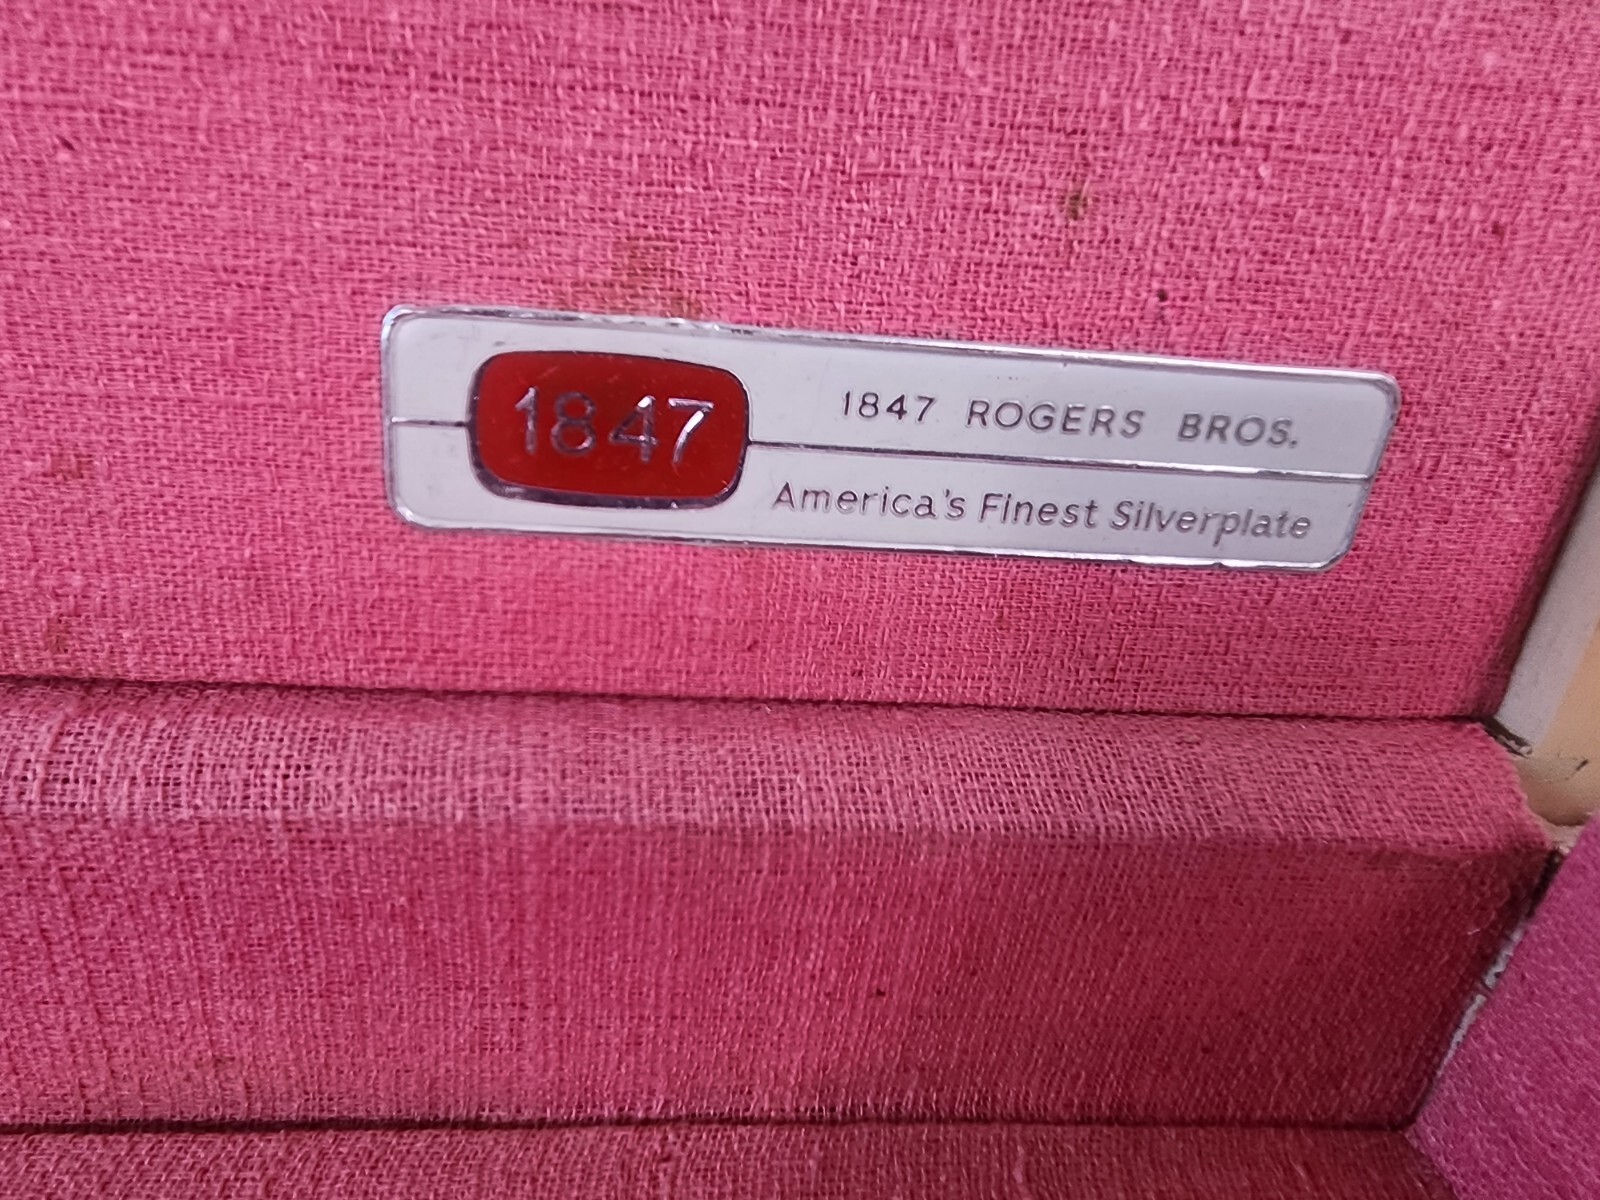 1847
1847 ROGERS BROS.
America's Finest Silverplate